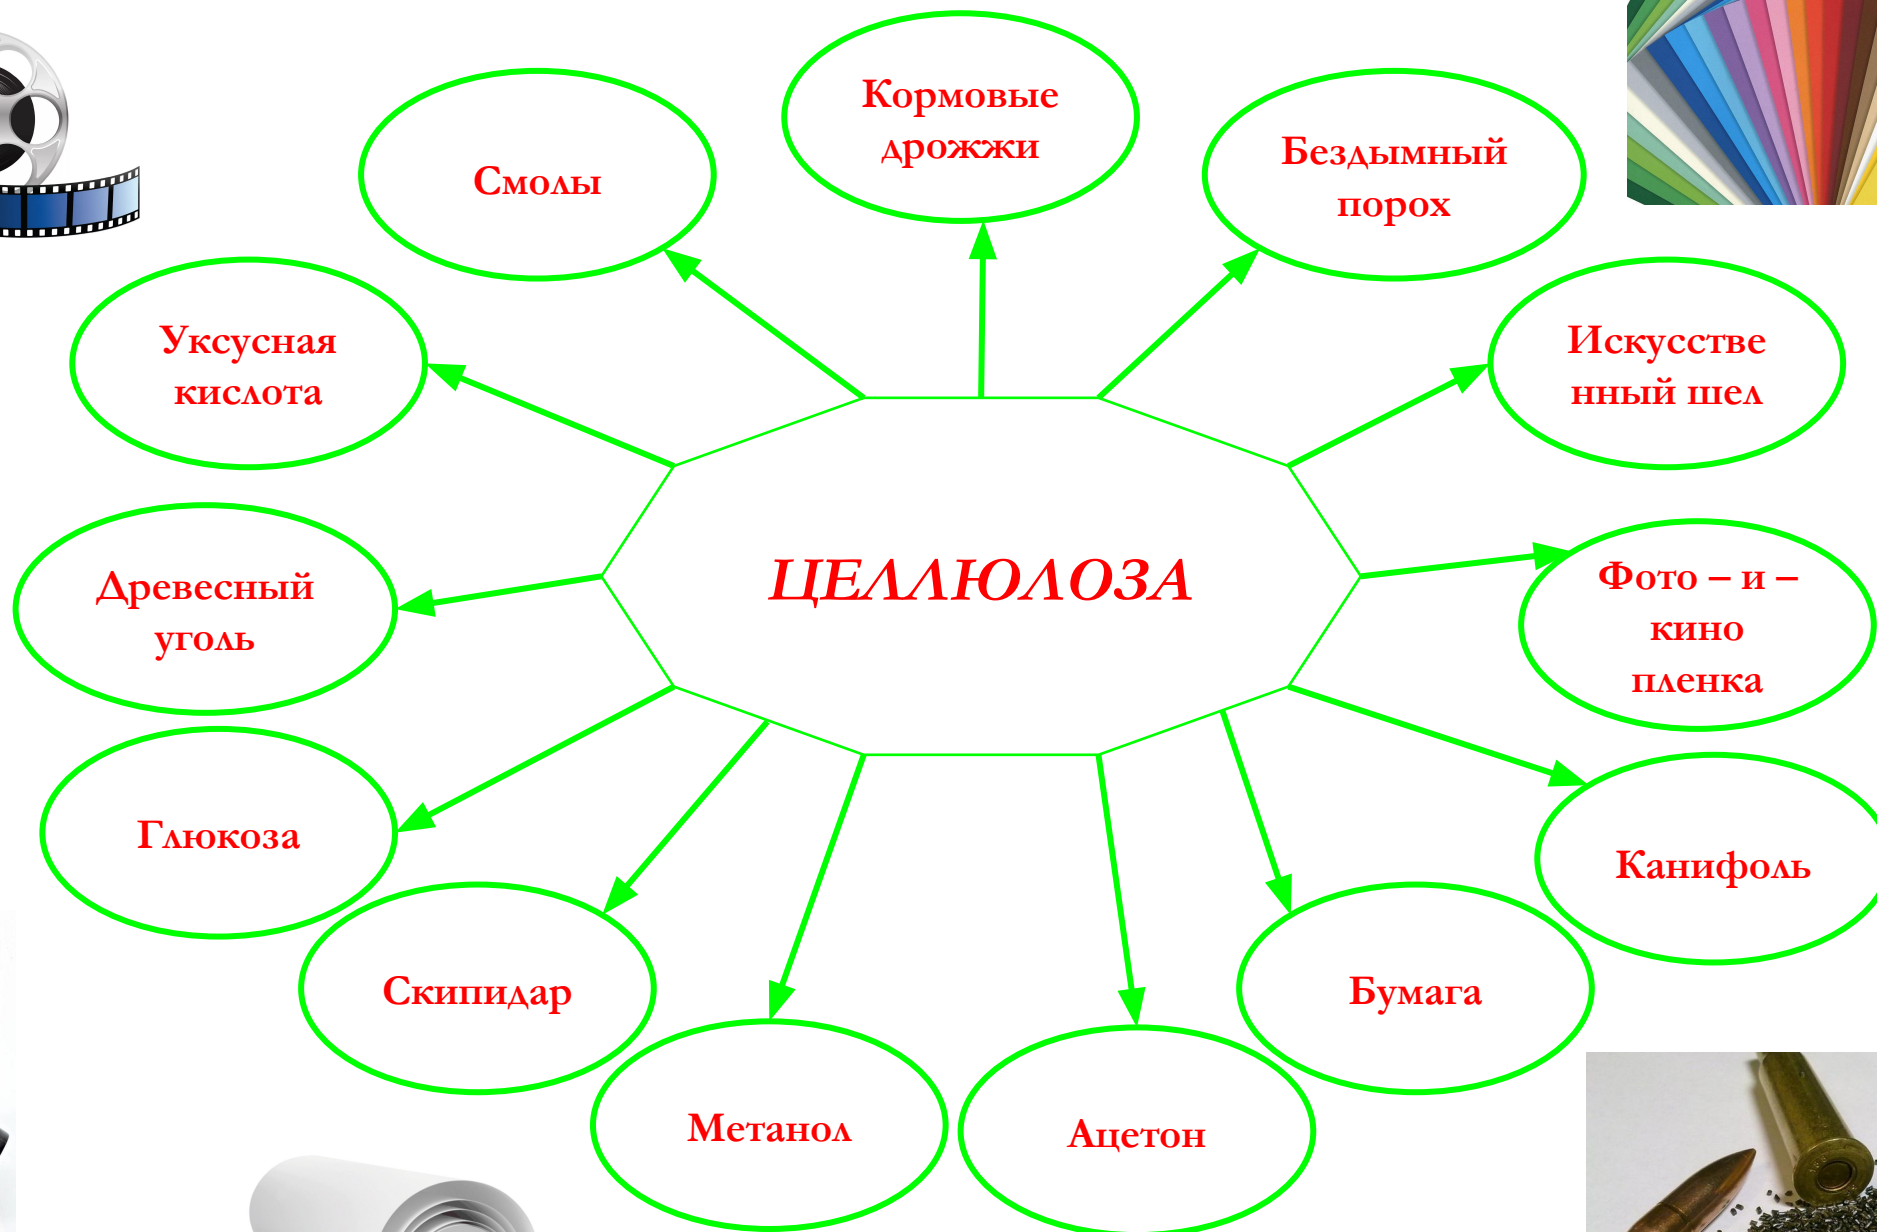 Кормовые
дрожжи
Смолы
Бездымный
порох
Уксусная
кислота
Искусстве
нный шел
ЦЕЛЛЮЛОЗА
Древесный
уголь
Фото – и –
кино
пленка
Глюкоза
Канифоль
Скипидар
Бумага
Метанол
Ацетон